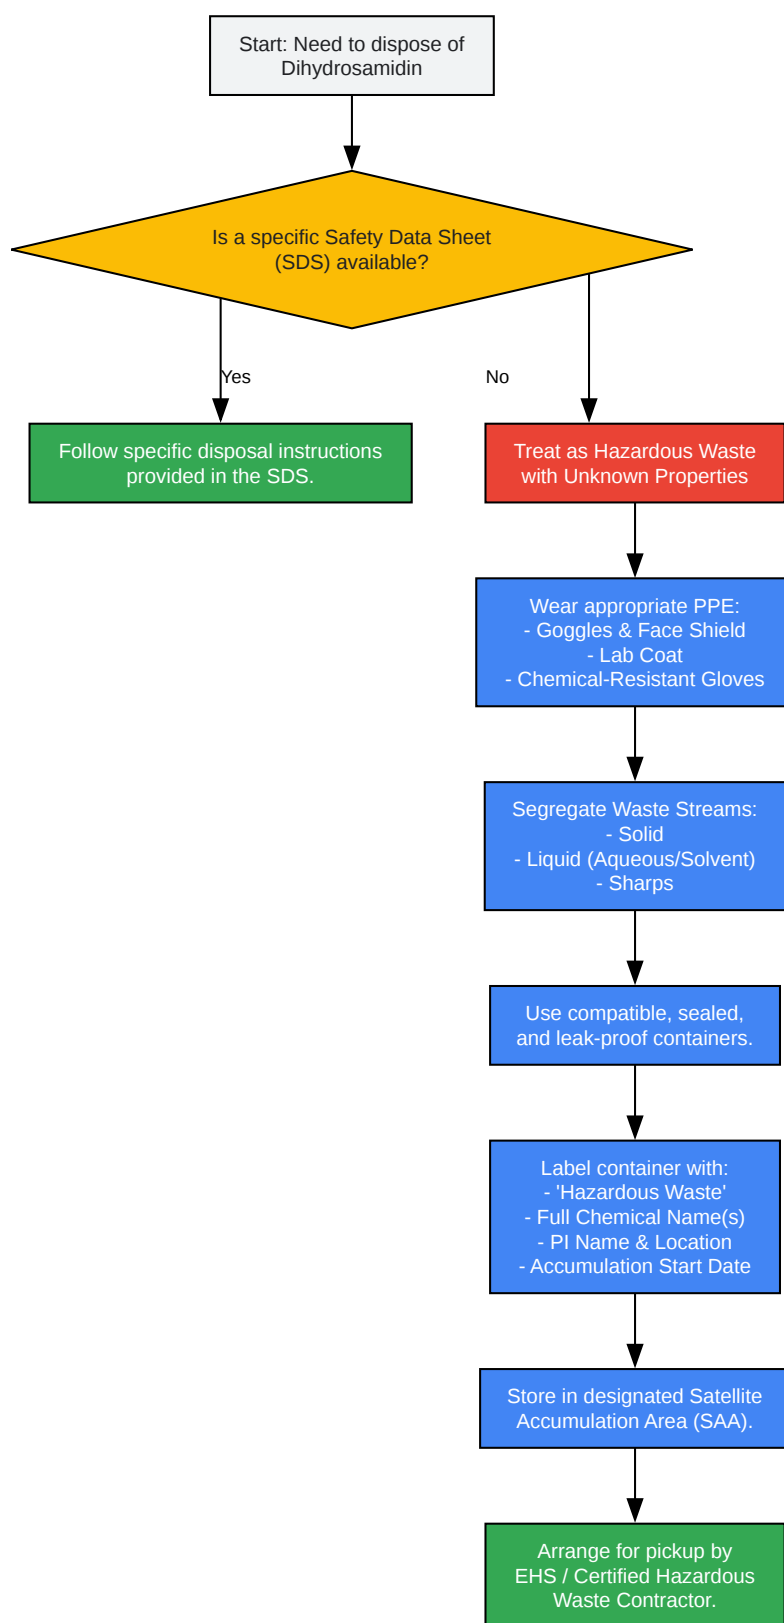 Start: Need to dispose of
Dihydrosamidin
Is a specific Safety Data Sheet
(SDS) available?
Yes
No
Follow specific disposal instructions
provided in the SDS.
Treat as Hazardous Waste
with Unknown Properties
Wear appropriate PPE:
- Goggles & Face Shield
- Lab Coat
- Chemical-Resistant Gloves
Segregate Waste Streams:
- Solid
- Liquid (Aqueous/Solvent)
- Sharps
Use compatible, sealed,
and leak-proof containers.
Label container with:
- 'Hazardous Waste'
- Full Chemical Name(s)
- PI Name & Location
- Accumulation Start Date
Store in designated Satellite
Accumulation Area (SAA).
Arrange for pickup by
EHS / Certified Hazardous
Waste Contractor.